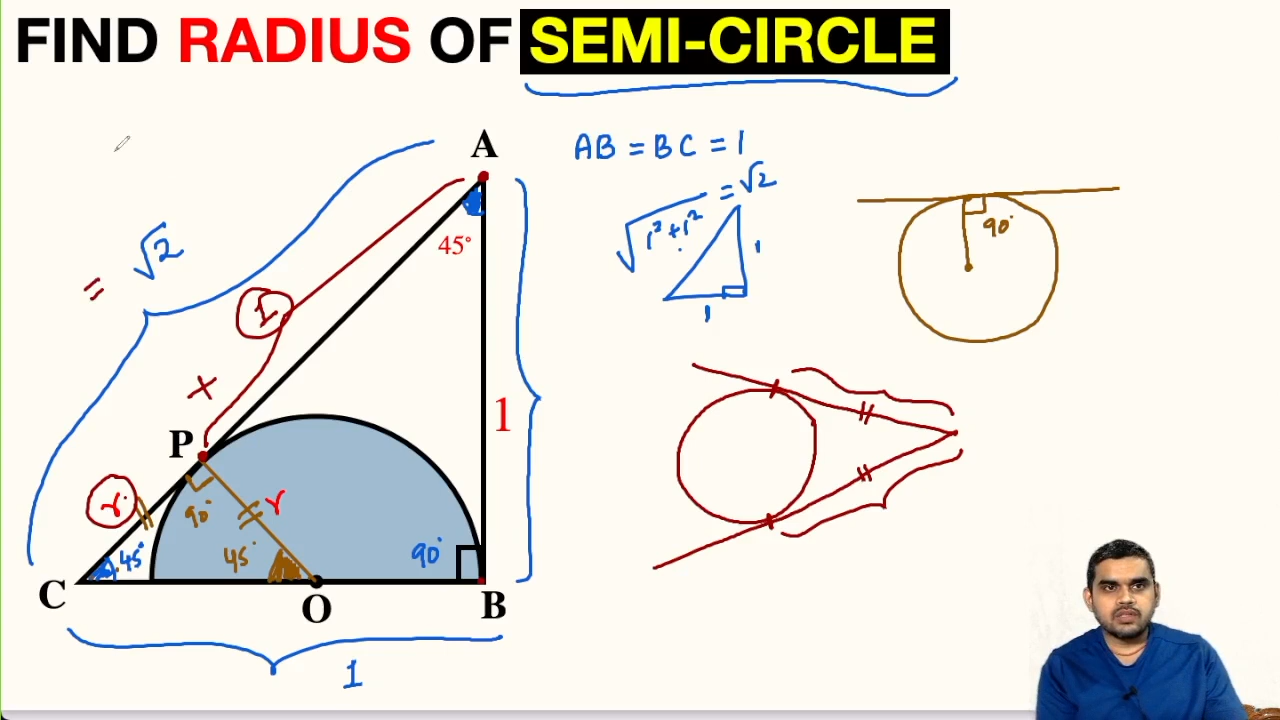 FIND RADIUS OF SEMI-CIRCLE
A
AB = BC = 1
√1²+1² = √2
1
1
90°
= √2
45°
1
+
1
P
r
r
90°
45°
45°
90°
C
O
B
1